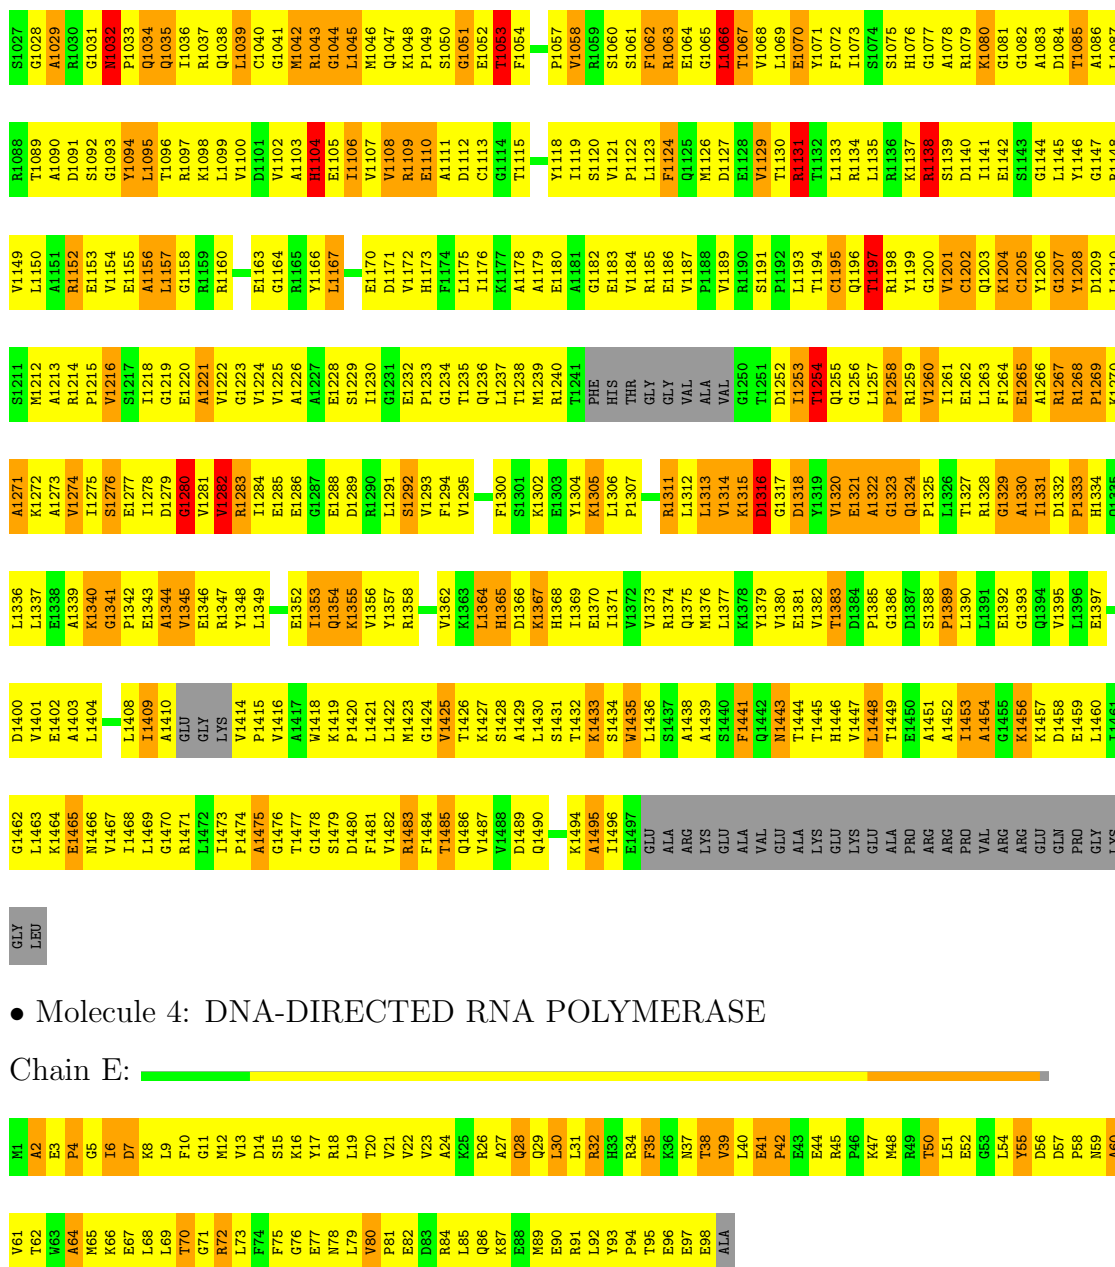 S1027 G1028 A1029 R1030 G1031 N1032 P1033 Q1034 Q1035 I1036 R1037 Q1038 L1039 C1040 G1041 M1042 R1043 G1044 L1045 M1046 Q1047 K1048 P1049 S1050 G1051 E1052 T1053 F1054 P1057 V1058 R1059 S1060 S1061 F1062 R1063 E1064 G1065 L1066 T1067 V1068 L1069 E1070 Y1071 F1072 I1073 S1074 S1075 H1076 G1077 A1078 R1079 K1080 G1081 G1082 A1083 D1084 T1085 A1086 L1087
R1088 T1089 A1090 D1091 S1092 G1093 Y1094 L1095 T1096 R1097 K1098 L1099 V1100 D1101 V1102 A1103 H1104 E1105 I1106 V1107 V1108 R1109 E1110 A1111 D1112 C1113 G1114 T1115 Y1118 I1119 S1120 V1121 P1122 L1123 F1124 Q1125 M1126 D1127 E1128 V1129 T1130 R1131 T1132 L1133 R1134 L1135 R1136 K1137 R1138 S1139 D1140 I1141 E1142 S1143 G1144 L1145 Y1146 G1147 R1148
V1149 L1150 A1151 R1152 E1153 V1154 E1155 A1156 L1157 G1158 R1159 R1160 E1163 G1164 R1165 Y1166 L1167 E1170 D1171 V1172 H1173 F1174 L1175 I1176 K1177 A1178 A1179 E1180 A1181 G1182 E1183 V1184 R1185 E1186 V1187 P1188 V1189 R1190 S1191 P1192 L1193 T1194 C1195 Q1196 T1197 R1198 Y1199 G1200 V1201 C1202 Q1203 K1204 C1205 Y1206 G1207 Y1208 D1209 L1210
S1211 M1212 A1213 R1214 P1215 V1216 S1217 I1218 G1219 E1220 A1221 V1222 G1223 V1224 V1225 A1226 A1227 E1228 S1229 I1230 G1231 E1232 P1233 G1234 T1235 Q1236 L1237 T1238 M1239 R1240 T1241 PHE HIS THR GLY GLY VAL ALA VAL G1250 T1251 D1252 I1253 T1254 Q1255 G1256 L1257 P1258 R1259 V1260 I1261 E1262 L1263 F1264 E1265 A1266 R1267 R1268 P1269 K1270
A1271 K1272 A1273 V1274 I1275 S1276 E1277 I1278 D1279 G1280 V1281 V1282 R1283 I1284 E1285 E1286 G1287 D1288 D1289 R1290 L1291 S1292 V1293 F1294 V1295 F1300 S1301 K1302 E1303 Y1304 K1305 L1306 P1307 R1311 L1312 L1313 V1314 K1315 D1316 G1317 D1318 Y1319 V1320 E1321 A1322 G1323 Q1324 P1325 L1326 T1327 R1328 G1329 A1330 I1331 D1332 P1333 H1334 Q1335
L1336 L1337 E1338 A1339 K1340 G1341 P1342 E1343 A1344 V1345 E1346 R1347 Y1348 L1349 E1352 I1353 Q1354 K1355 V1356 Y1357 R1358 V1362 K1363 L1364 H1365 D1366 K1367 H1368 I1369 E1370 I1371 V1372 V1373 R1374 Q1375 M1376 L1377 K1378 Y1379 V1380 E1381 V1382 T1383 D1384 P1385 G1386 D1387 S1388 P1389 L1390 L1391 E1392 G1393 Q1394 V1395 L1396 E1397
D1400 V1401 E1402 A1403 L1404 L1408 I1409 A1410 GLU GLY LYS V1414 P1415 V1416 A1417 W1418 K1419 P1420 L1421 L1422 M1423 G1424 V1425 T1426 K1427 S1428 A1429 L1430 S1431 T1432 K1433 S1434 W1435 L1436 S1437 A1438 A1439 S1440 F1441 Q1442 N1443 T1444 T1445 H1446 V1447 L1448 T1449 E1450 A1451 A1452 I1453 A1454 G1455 K1456 K1457 D1458 E1459 L1460 I1461
G1462 L1463 K1464 E1465 N1466 V1467 I1468 L1469 G1470 R1471 L1472 I1473 P1474 A1475 G1476 T1477 G1478 S1479 D1480 F1481 V1482 R1483 F1484 T1485 Q1486 V1487 V1488 D1489 Q1490 K1494 A1495 I1496 E1497 GLU ALA ARG LYS GLU ALA VAL GLU ALA LYS GLU LYS GLU ALA PRO ARG ARG PRO VAL ARG ARG GLU GLN PRO GLY LYS
GLY LEU
• Molecule 4: DNA-DIRECTED RNA POLYMERASE
Chain E:
M1 A2 E3 P4 G5 I6 D7 K8 L9 F10 G11 M12 V13 D14 S15 K16 Y17 R18 L19 T20 V21 V22 V23 A24 K25 R26 A27 Q28 Q29 L30 L31 R32 H33 R34 F35 K36 N37 T38 V39 L40 E41 P42 E43 E44 R45 P46 K47 M48 R49 T50 L51 E52 G53 L54 Y55 D56 D57 P58 N59 A60
V61 T62 W63 A64 M65 K66 E67 L68 L69 T70 G71 R72 L73 F74 F75 G76 E77 N78 L79 V80 P81 E82 D83 R84 L85 Q86 K87 E88 M89 E90 R91 L92 Y93 P94 T95 E96 E97 E98 ALA